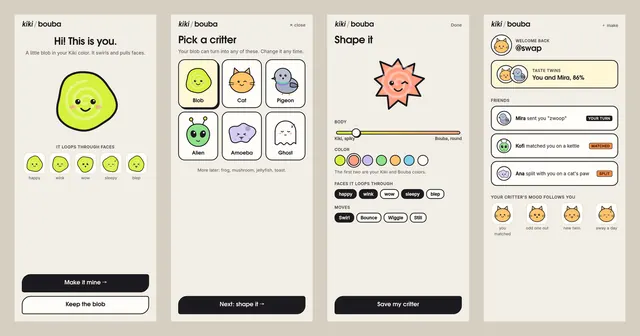 kiki / bouba
Hi! This is you.
A little blob in your Kiki color. It swirls and pulls faces.
IT LOOPS THROUGH FACES
happy
wink
wow
sleepy
blep
Make it mine →
Keep the blob
kiki / bouba
× close
Pick a critter
Your blob can turn into any of these. Change it any time.
Blob
Cat
Pigeon
Alien
Amoeba
Ghost
More later: frog, mushroom, jellyfish, toast.
Next: shape it →
kiki / bouba
Done
Shape it
BODY
Kiki, spiky
Bouba, round
COLOR
The first two are your Kiki and Bouba colors.
FACES IT LOOPS THROUGH
happy
wink
wow
sleepy
blep
MOVES
Swirl
Bounce
Wiggle
Still
Save my critter
kiki / bouba
make
WELCOME BACK
@swap
TASTE TWINS
You and Mira, 86%
FRIENDS
Mira sent you "zwoop"
YOUR TURN
Kofi matched you on a kettle
MATCHED
Ana split with you on a cat's paw
SPLIT
YOUR CRITTER'S MOOD FOLLOWS YOU
you matched
odd one out
new twin
away a day